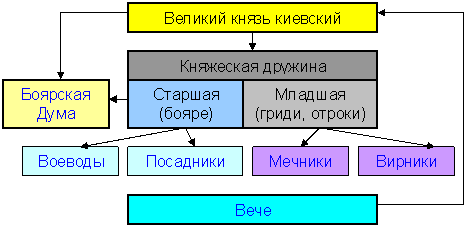 Великий князь киевский
Княжеская дружина
Боярская
Дума
Старшая
(бояре)
Младшая
(гриди, отроки)
Воеводы
Посадники
Мечники
Вирники
Вече